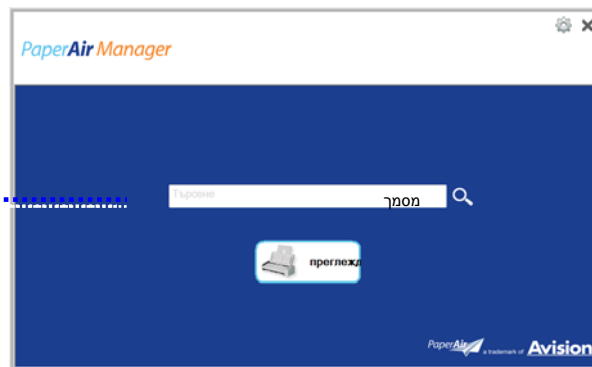 PaperAir Manager
Търсене מסמך
преглежд
PaperAir a trademark of Avision